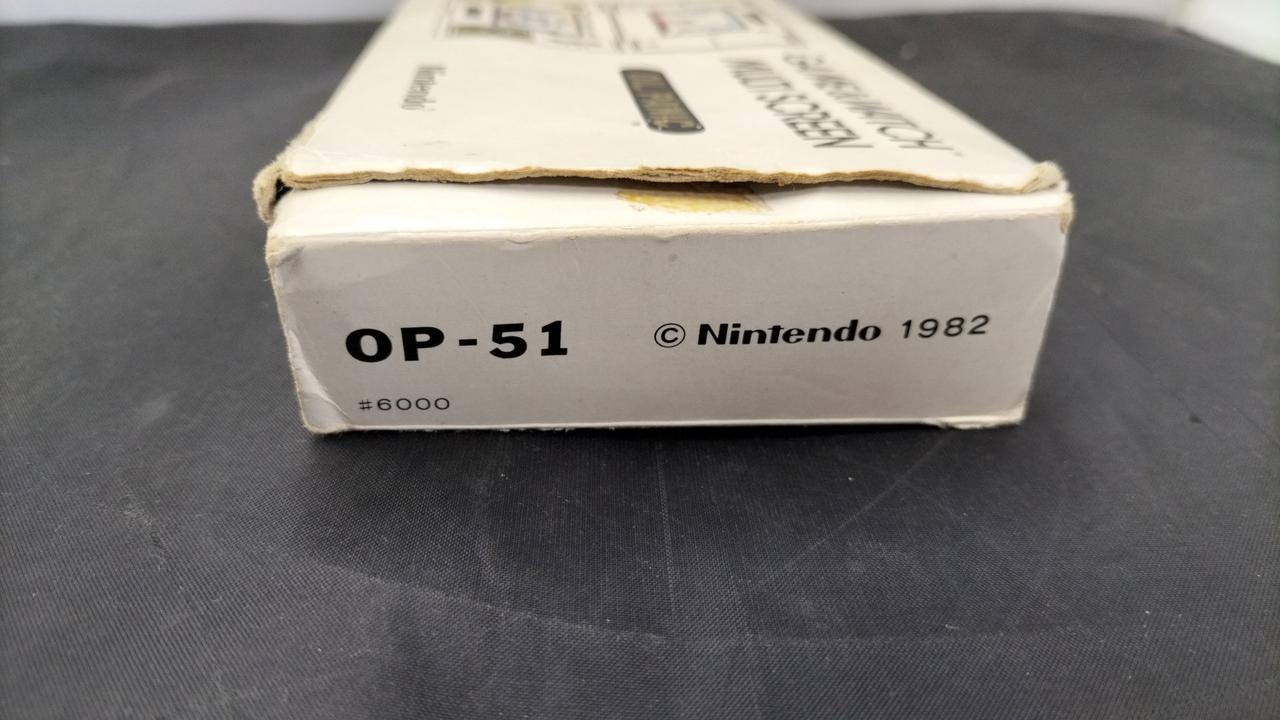 GAME & WATCH
MULTI SCREEN
Nintendo
OP-51
© Nintendo 1982
#6000